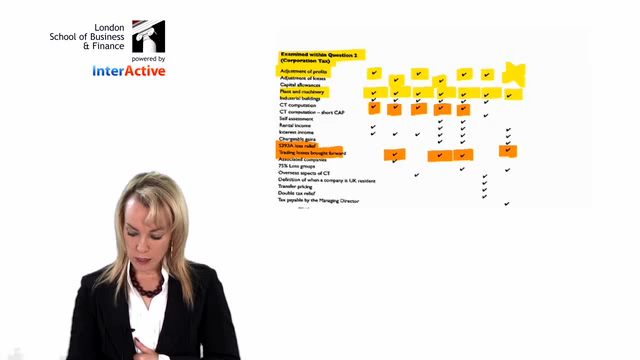 London
School of Business
& Finance
powered by
InterActive
Examined within Question 2
(Corporation Tax)
Adjustment of profits
Adjustment of losses
Capital allowances
Plant and machinery
Industrial buildings
CT computation
CT computation – short CAP
Self assessment
Rental income
Interest income
Chargeable gains
S393A loss relief
Trading losses brought forward
Associated companies
75% Loss groups
Overseas aspects of CT
Definition of when a company is UK resident
Transfer pricing
Double tax relief
Tax payable by the Managing Director